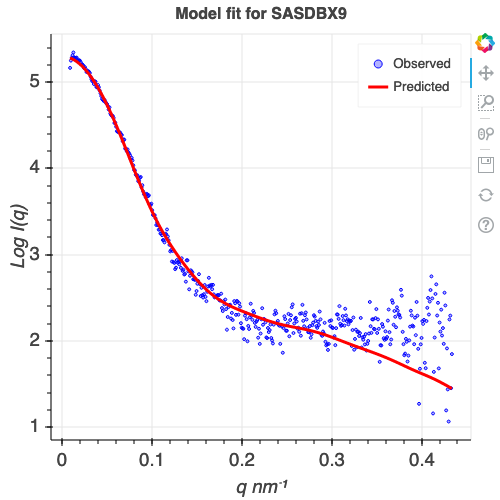 Model fit for SASDBX9
Observed
Predicted
5
4
3
2
1
Log I(q)
0
0.1
0.2
0.3
0.4
q nm⁻¹